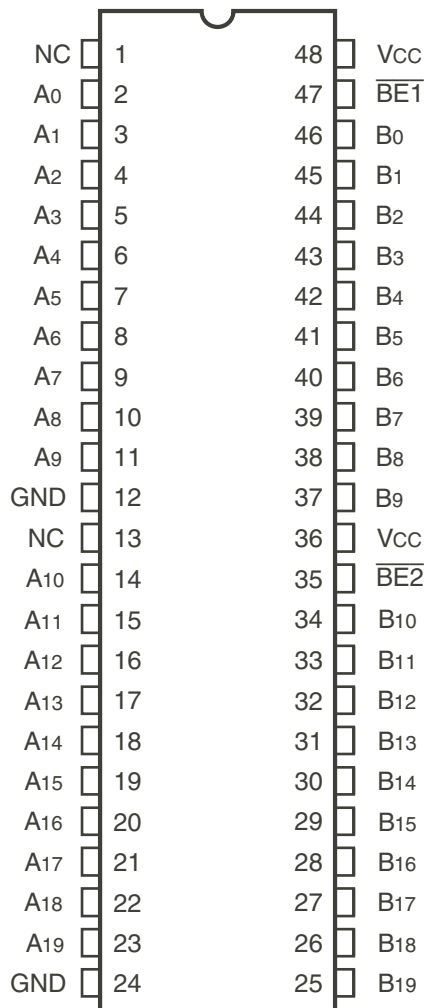 NC 1 48 VCC
A0 2 47 BE1
A1 3 46 B0
A2 4 45 B1
A3 5 44 B2
A4 6 43 B3
A5 7 42 B4
A6 8 41 B5
A7 9 40 B6
A8 10 39 B7
A9 11 38 B8
GND 12 37 B9
NC 13 36 VCC
A10 14 35 BE2
A11 15 34 B10
A12 16 33 B11
A13 17 32 B12
A14 18 31 B13
A15 19 30 B14
A16 20 29 B15
A17 21 28 B16
A18 22 27 B17
A19 23 26 B18
GND 24 25 B19